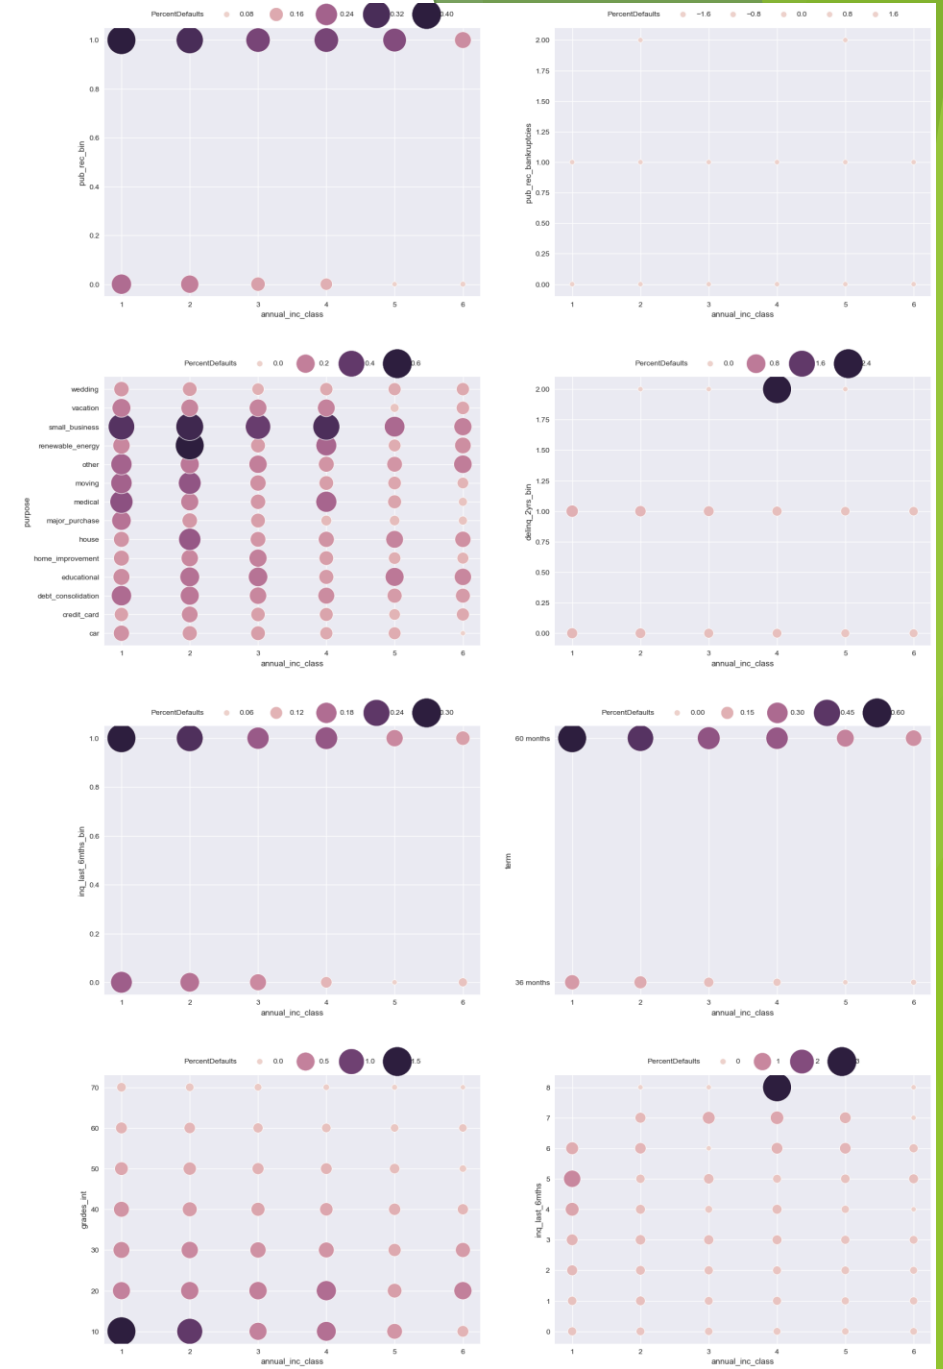 PercentDefaults 0.08 0.16 0.24 0.32 0.40
1.0
0.8
0.6
0.4
0.2
0.0
pub_rec_bin
1 2 3 4 5 6
annual_inc_class
PercentDefaults −1.6 −0.8 0.0 0.8 1.6
2.00
1.75
1.50
1.25
1.00
0.75
0.50
0.25
0.00
pub_rec_bankruptcies
1 2 3 4 5 6
annual_inc_class
PercentDefaults 0.0 0.2 0.4 0.6
wedding
vacation
small_business
renewable_energy
other
moving
medical
major_purchase
house
home_improvement
educational
debt_consolidation
credit_card
car
purpose
1 2 3 4 5 6
annual_inc_class
PercentDefaults 0.0 0.8 1.6 2.4
2.00
1.75
1.50
1.25
1.00
0.75
0.50
0.25
0.00
delinq_2yrs_bin
1 2 3 4 5 6
annual_inc_class
PercentDefaults 0.06 0.12 0.18 0.24 0.30
1.0
0.8
0.6
0.4
0.2
0.0
inq_last_6mths_bin
1 2 3 4 5 6
annual_inc_class
PercentDefaults 0.00 0.15 0.30 0.45 0.60
60 months
36 months
term
1 2 3 4 5 6
annual_inc_class
PercentDefaults 0.0 0.5 1.0 1.5
70
60
50
40
30
20
10
grades_int
1 2 3 4 5 6
annual_inc_class
PercentDefaults 0 1 2 3
8
7
6
5
4
3
2
1
0
inq_last_6mths
1 2 3 4 5 6
annual_inc_class